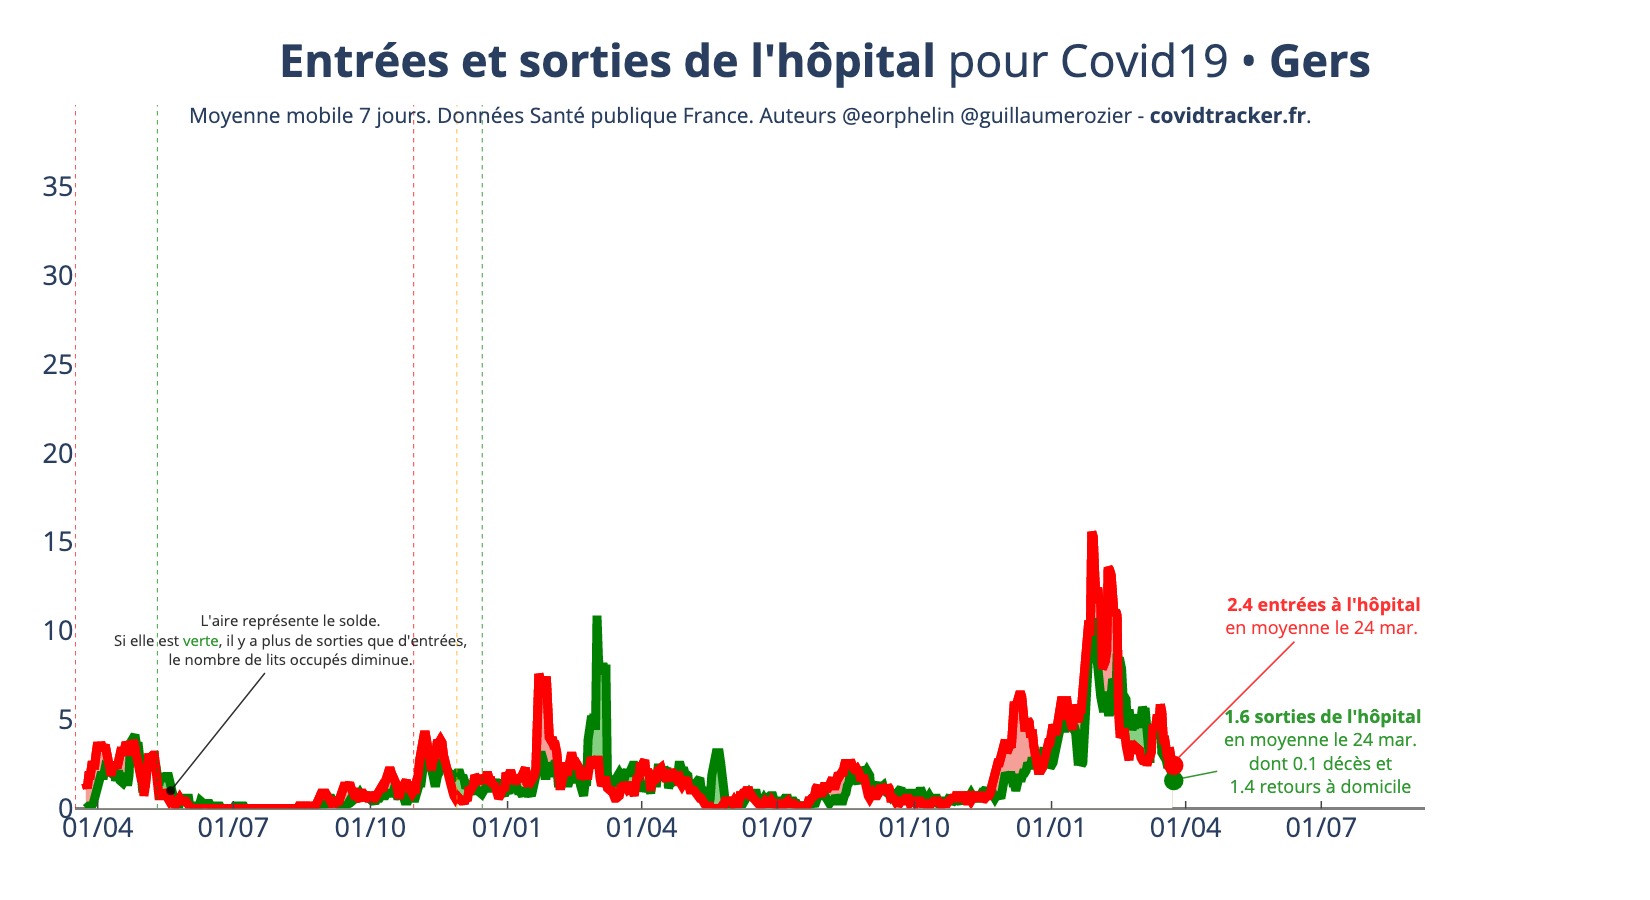 Entrées et sorties de l'hôpital pour Covid19 • Gers
Moyenne mobile 7 jours. Données Santé publique France. Auteurs @eorphelin @guillaumerozier - covidtracker.fr.
35
30
25
20
15
10
5
0
L'aire représente le solde.
Si elle est verte, il y a plus de sorties que d'entrées,
le nombre de lits occupés diminue.
2.4 entrées à l'hôpital
en moyenne le 24 mar.
1.6 sorties de l'hôpital
en moyenne le 24 mar.
dont 0.1 décès et
1.4 retours à domicile
01/04 01/07 01/10 01/01 01/04 01/07 01/10 01/01 01/04 01/07